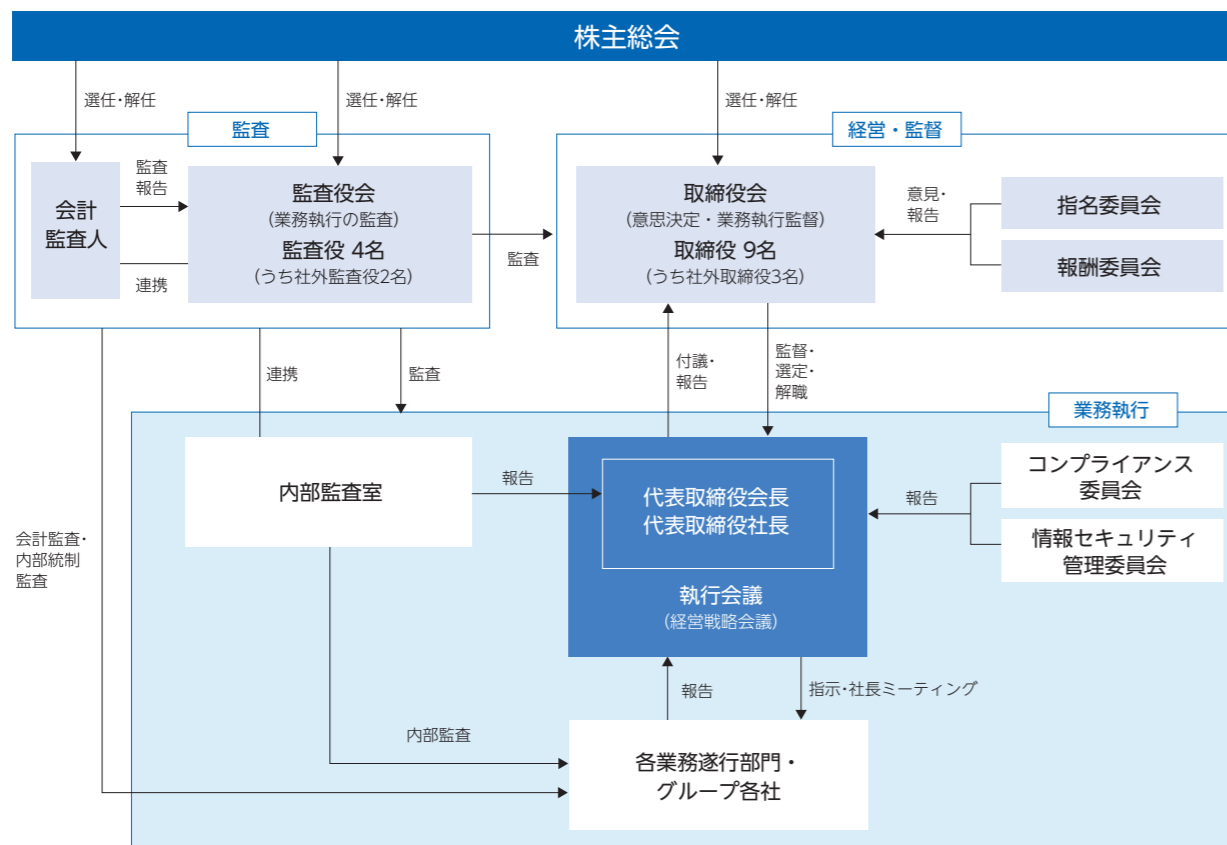 株主総会
選任・解任
選任・解任
選任・解任
監査
経営・監督
会計
監査人
監査
報告
連携
監査役会
(業務執行の監査)
監査役 4名
(うち社外監査役2名)
監査
取締役会
(意思決定・業務執行監督)
取締役 9名
(うち社外取締役3名)
意見・
報告
指名委員会
報酬委員会
連携
監査
付議・
報告
監督・
選定・
解職
業務執行
内部監査室
報告
代表取締役会長
代表取締役社長
執行会議
(経営戦略会議)
報告
コンプライアンス
委員会
情報セキュリティ
管理委員会
会計監査・
内部統制
監査
報告
指示・社長ミーティング
内部監査
各業務遂行部門・
グループ各社